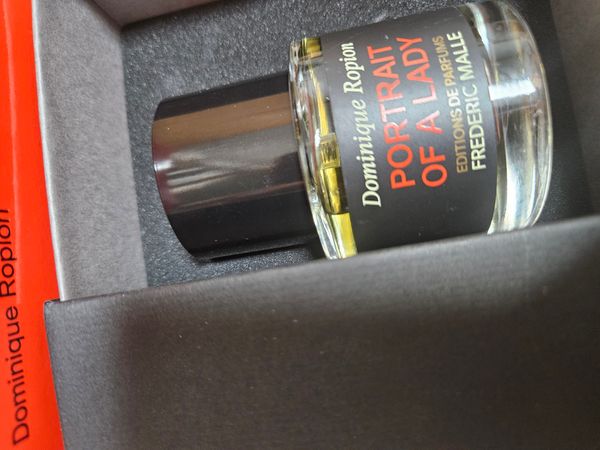 Dominique Ropion
PORTRAIT
OF A LADY
EDITIONS DE PARFUMS
FREDERIC MALLE
Dominique Ropion